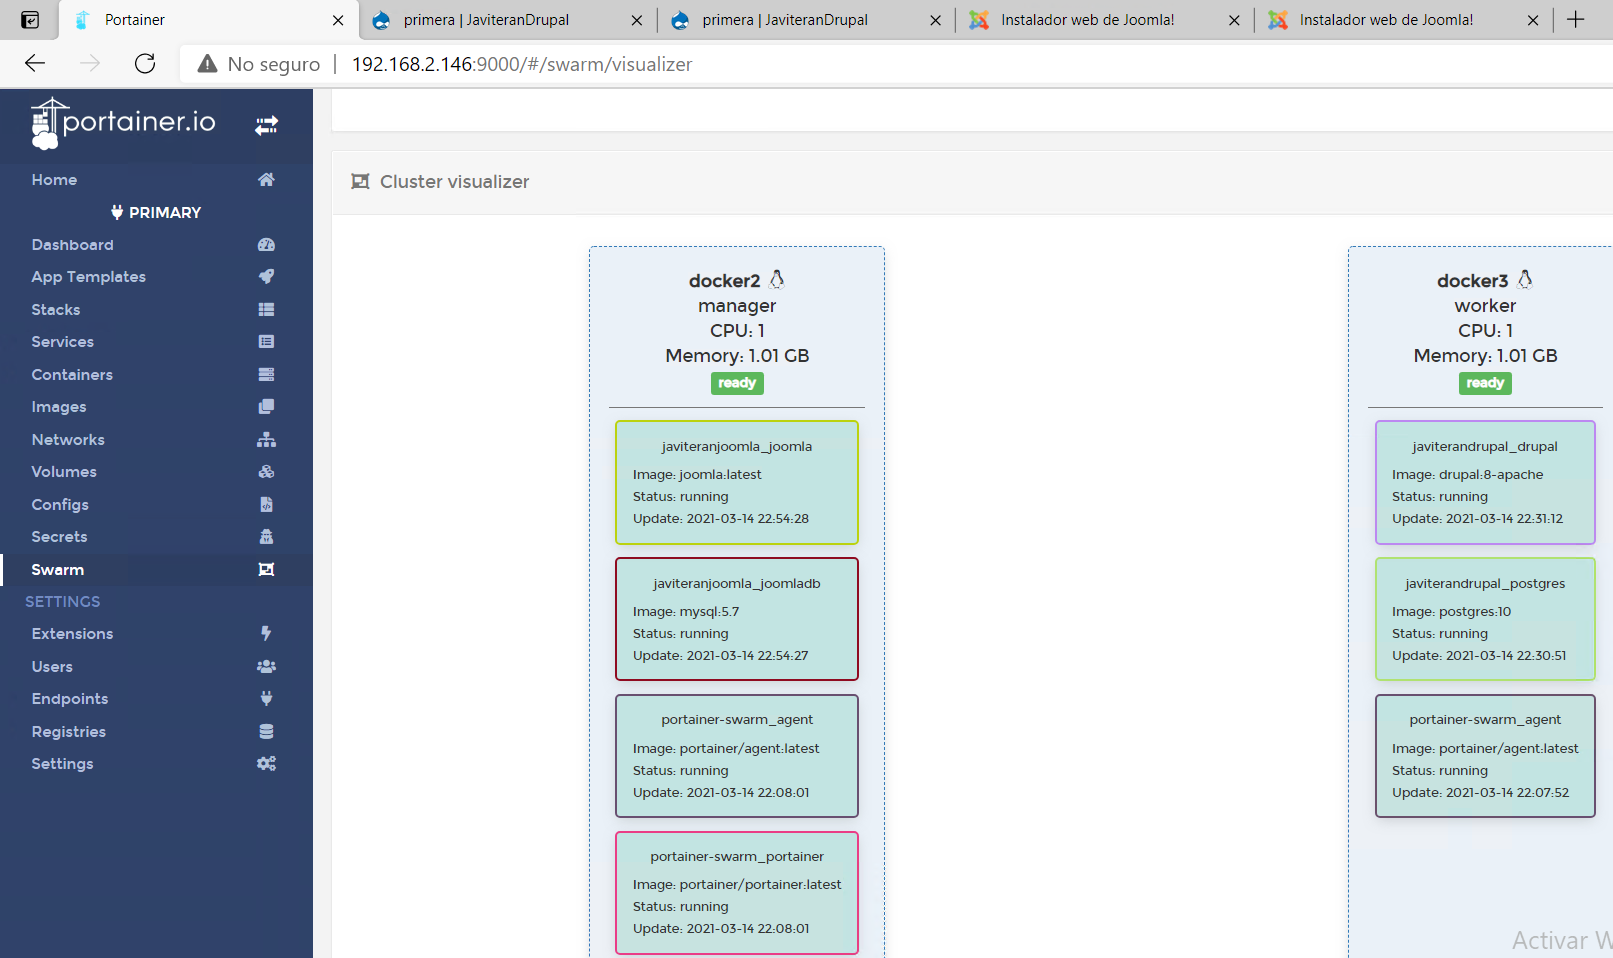 Portainer
primera | JaviteranDrupal
primera | JaviteranDrupal
Instalador web de Joomla!
Instalador web de Joomla!
No seguro | 192.168.2.146:9000/#/swarm/visualizer
portainer.io
Home
PRIMARY
Dashboard
App Templates
Stacks
Services
Containers
Images
Networks
Volumes
Configs
Secrets
Swarm
SETTINGS
Extensions
Users
Endpoints
Registries
Settings
Cluster visualizer
docker2
manager
CPU: 1
Memory: 1.01 GB
ready
javiteranjoomla_joomla
Image: joomla:latest
Status: running
Update: 2021-03-14 22:54:28
javiteranjoomla_joomladb
Image: mysql:5.7
Status: running
Update: 2021-03-14 22:54:27
portainer-swarm_agent
Image: portainer/agent:latest
Status: running
Update: 2021-03-14 22:08:01
portainer-swarm_portainer
Image: portainer/portainer:latest
Status: running
Update: 2021-03-14 22:08:01
docker3
worker
CPU: 1
Memory: 1.01 GB
ready
javiterandrupal_drupal
Image: drupal:8-apache
Status: running
Update: 2021-03-14 22:31:12
javiterandrupal_postgres
Image: postgres:10
Status: running
Update: 2021-03-14 22:30:51
portainer-swarm_agent
Image: portainer/agent:latest
Status: running
Update: 2021-03-14 22:07:52
Activar W